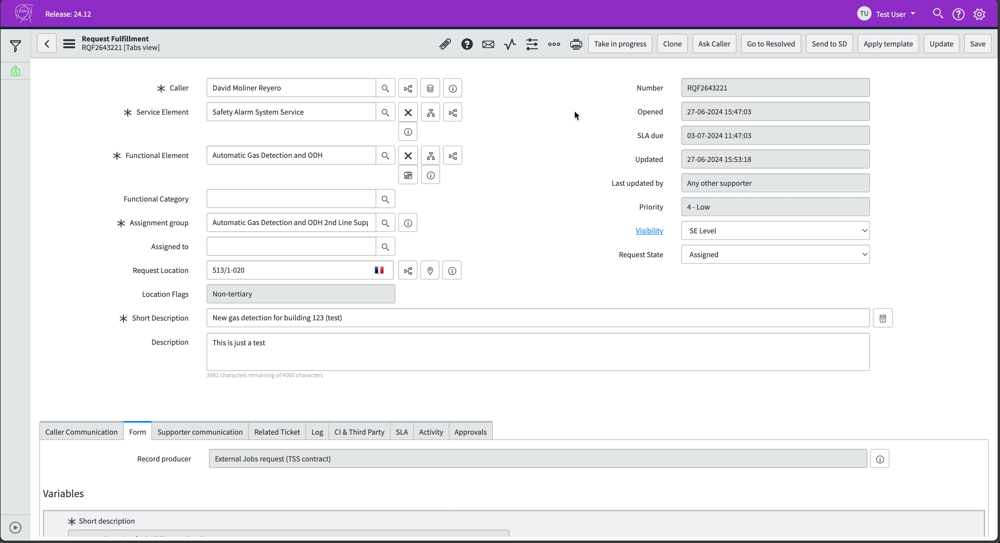 CERN
Release: 24.12
TU Test User
Request Fulfillment
RQF2643221 [Tabs view]
Take in progress
Clone
Ask Caller
Go to Resolved
Send to SD
Apply template
Update
Save
Caller
David Moliner Reyero
Number
RQF2643221
Service Element
Safety Alarm System Service
Opened
27-06-2024 15:47:03
SLA due
03-07-2024 11:47:03
Functional Element
Automatic Gas Detection and ODH
Updated
27-06-2024 15:53:18
Last updated by
Any other supporter
Functional Category
Priority
4 - Low
Assignment group
Automatic Gas Detection and ODH 2nd Line Supp
Visibility
SE Level
Assigned to
Request State
Assigned
Request Location
513/1-020
Location Flags
Non-tertiary
Short Description
New gas detection for building 123 (test)
Description
This is just a test
3981 characters remaining of 4000 characters
Caller Communication
Form
Supporter communication
Related Ticket
Log
CI & Third Party
SLA
Activity
Approvals
Record producer
External Jobs request (TSS contract)
Variables
Short description